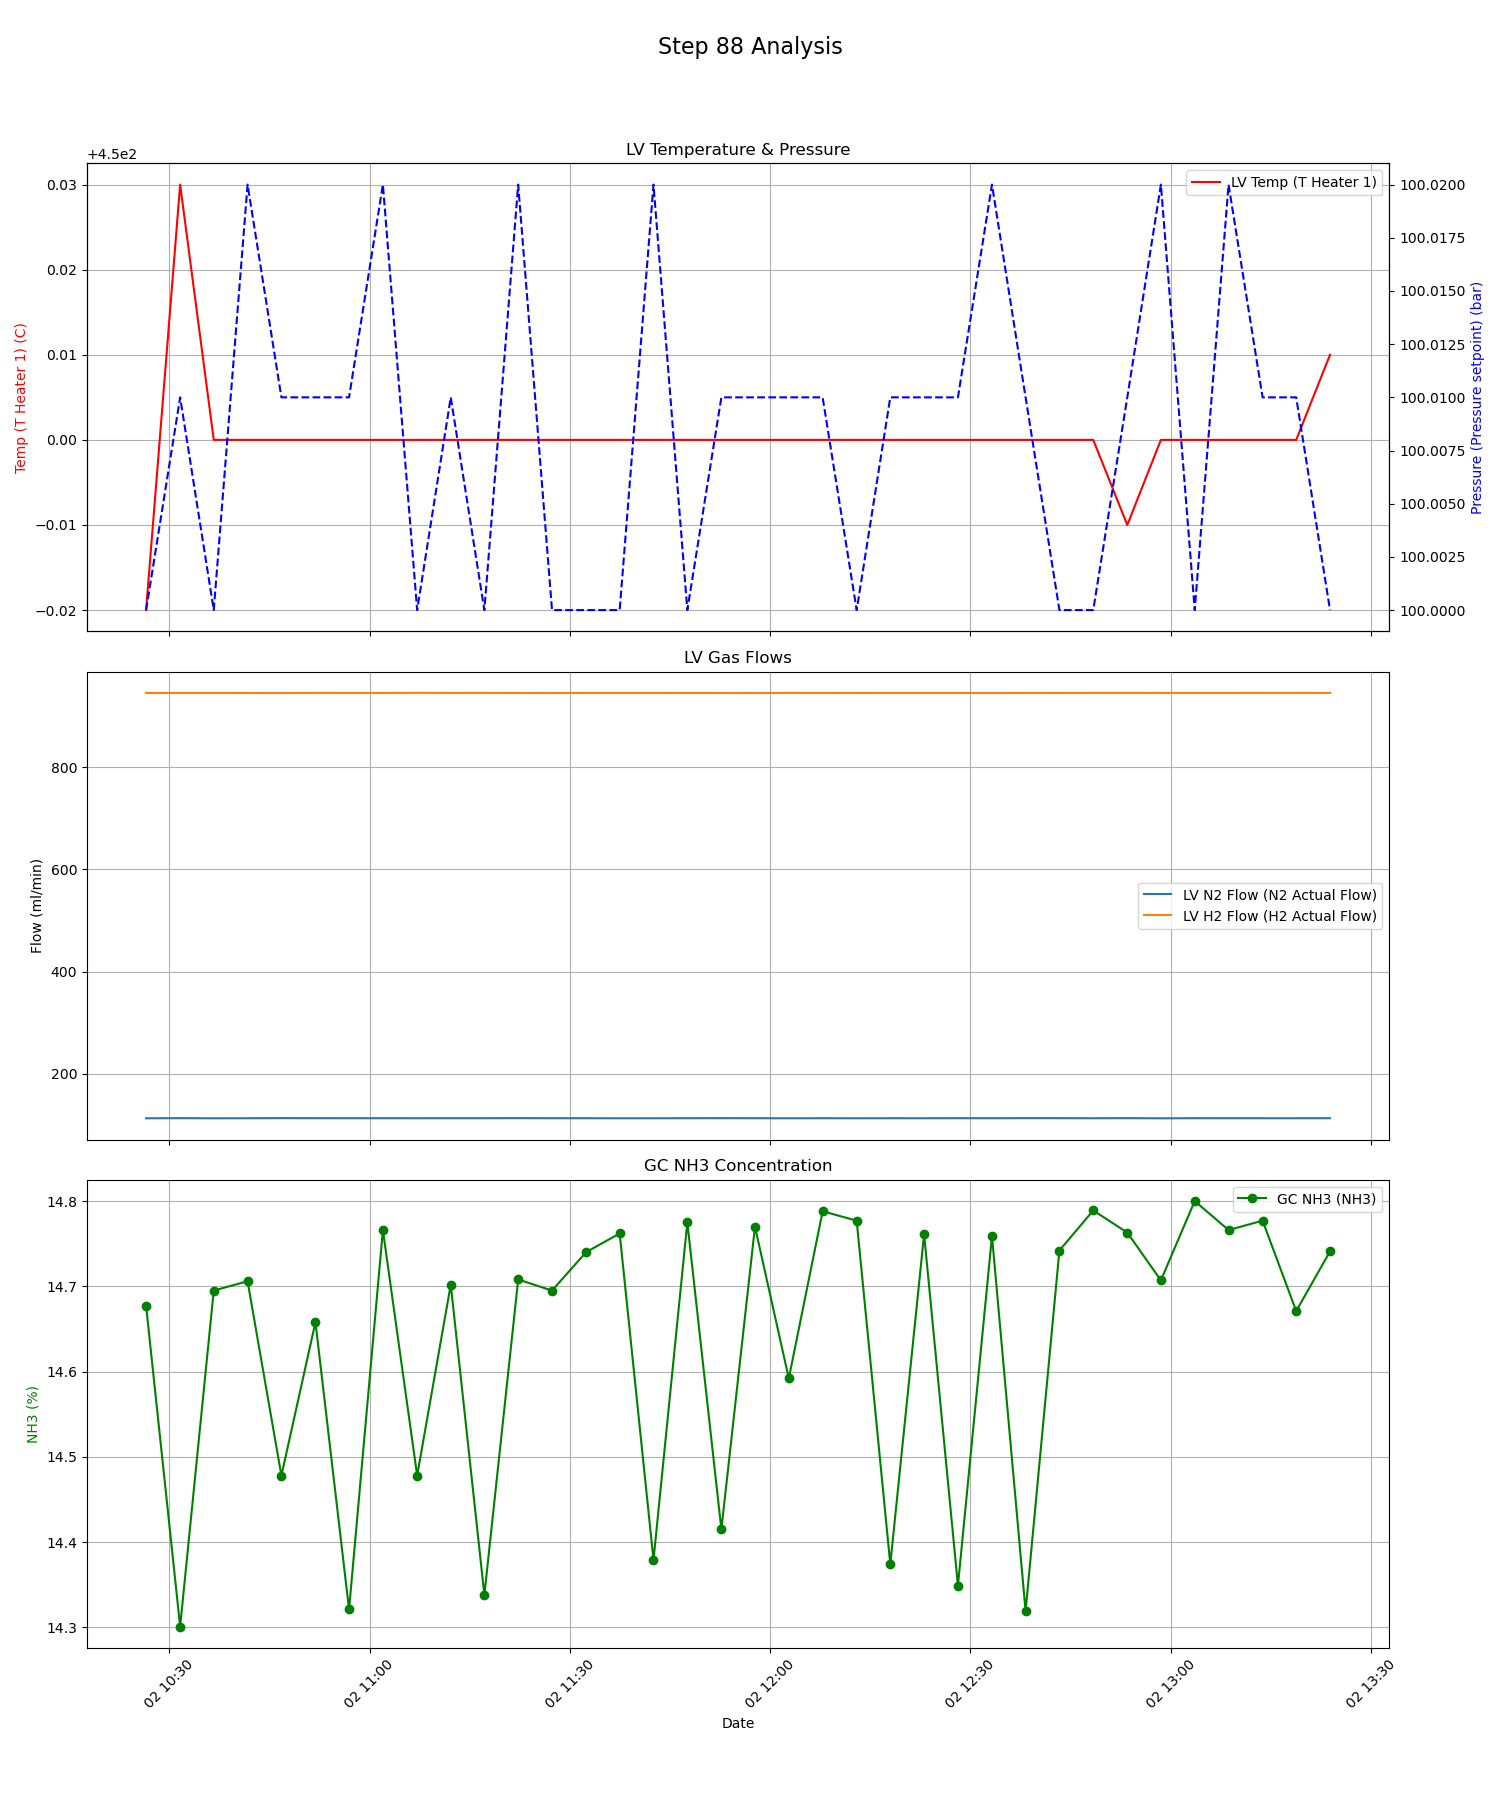 Step 88 Analysis
LV Temperature & Pressure
+4.5e2
LV Temp (T Heater 1)
0.03
0.02
0.01
0.00
−0.01
−0.02
Temp (T Heater 1) (C)
100.0200
100.0175
100.0150
100.0125
100.0100
100.0075
100.0050
100.0025
100.0000
Pressure (Pressure setpoint) (bar)
LV Gas Flows
800
600
400
200
Flow (ml/min)
LV N2 Flow (N2 Actual Flow)
LV H2 Flow (H2 Actual Flow)
GC NH3 Concentration
GC NH3 (NH3)
14.8
14.7
14.6
14.5
14.4
14.3
NH3 (%)
02 10:30
02 11:00
02 11:30
02 12:00
02 12:30
02 13:00
02 13:30
Date